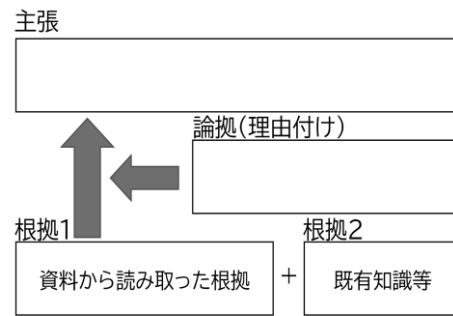 主張
論拠(理由付け)
根拠1
根拠2
資料から読み取った根拠
+
既有知識等